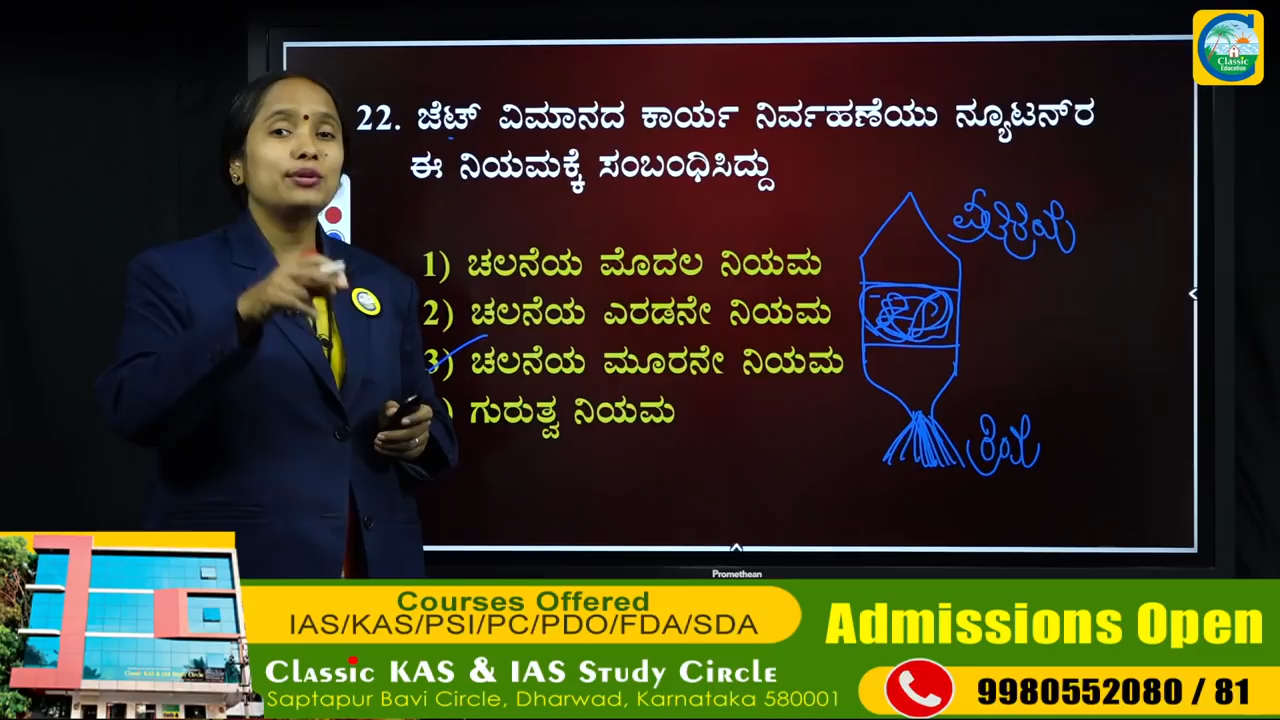 22. ಜೆಟ್ ವಿಮಾನದ ಕಾರ್ಯ ನಿರ್ವಹಣೆಯು ನ್ಯೂಟನ್‌ರ
ಈ ನಿಯಮಕ್ಕೆ ಸಂಬಂಧಿಸಿದ್ದು
1) ಚಲನೆಯ ಮೊದಲ ನಿಯಮ
2) ಚಲನೆಯ ಎರಡನೇ ನಿಯಮ
3) ಚಲನೆಯ ಮೂರನೇ ನಿಯಮ
) ಗುರುತ್ವ ನಿಯಮ
ಪ್ರತಿಕ್ರಿಯೆ
ಕ್ರಿಯೆ
Classic
Education
Promethean
Courses Offered
IAS/KAS/PSI/PC/PDO/FDA/SDA
Classic KAS & IAS Study Circle
Saptapur Bavi Circle, Dharwad, Karnataka 580001
Admissions Open
9980552080 / 81